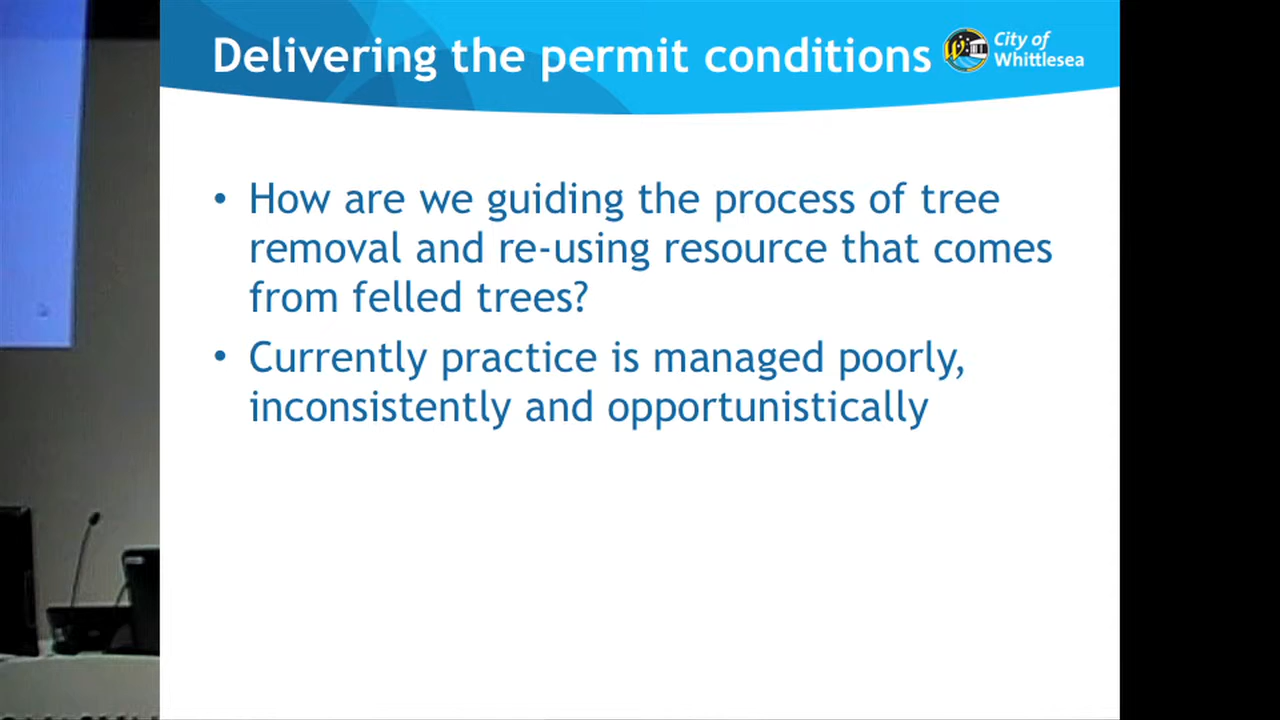 Delivering the permit conditions
City of
Whittlesea
• How are we guiding the process of tree
removal and re-using resource that comes
from felled trees?
• Currently practice is managed poorly,
inconsistently and opportunistically